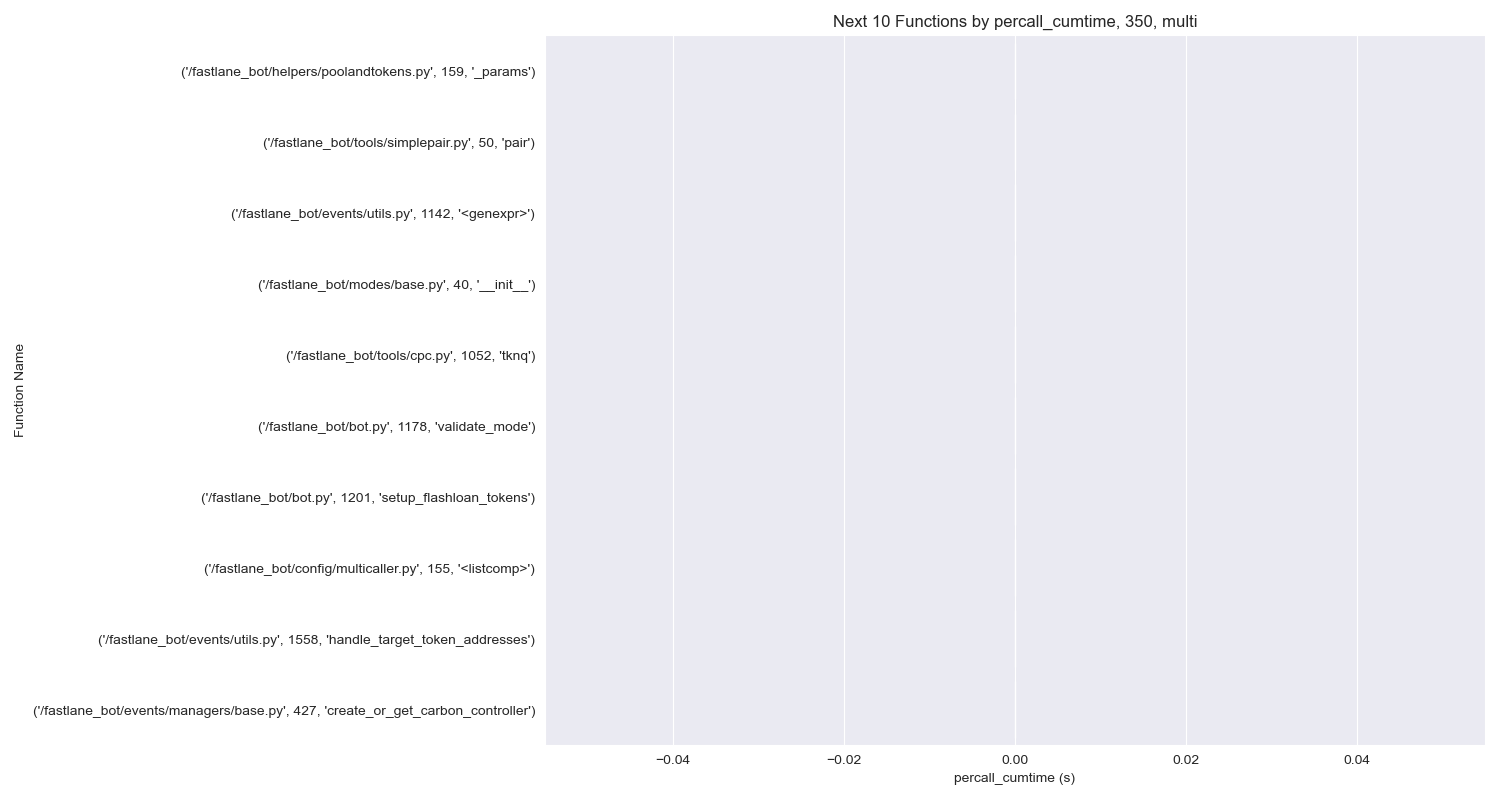 Next 10 Functions by percall_cumtime, 350, multi
('/fastlane_bot/helpers/poolandtokens.py', 159, '_params')
('/fastlane_bot/tools/simplepair.py', 50, 'pair')
('/fastlane_bot/events/utils.py', 1142, '<genexpr>')
('/fastlane_bot/modes/base.py', 40, '__init__')
('/fastlane_bot/tools/cpc.py', 1052, 'tknq')
('/fastlane_bot/bot.py', 1178, 'validate_mode')
('/fastlane_bot/bot.py', 1201, 'setup_flashloan_tokens')
('/fastlane_bot/config/multicaller.py', 155, '<listcomp>')
('/fastlane_bot/events/utils.py', 1558, 'handle_target_token_addresses')
('/fastlane_bot/events/managers/base.py', 427, 'create_or_get_carbon_controller')
Function Name
−0.04 −0.02 0.00 0.02 0.04
percall_cumtime (s)